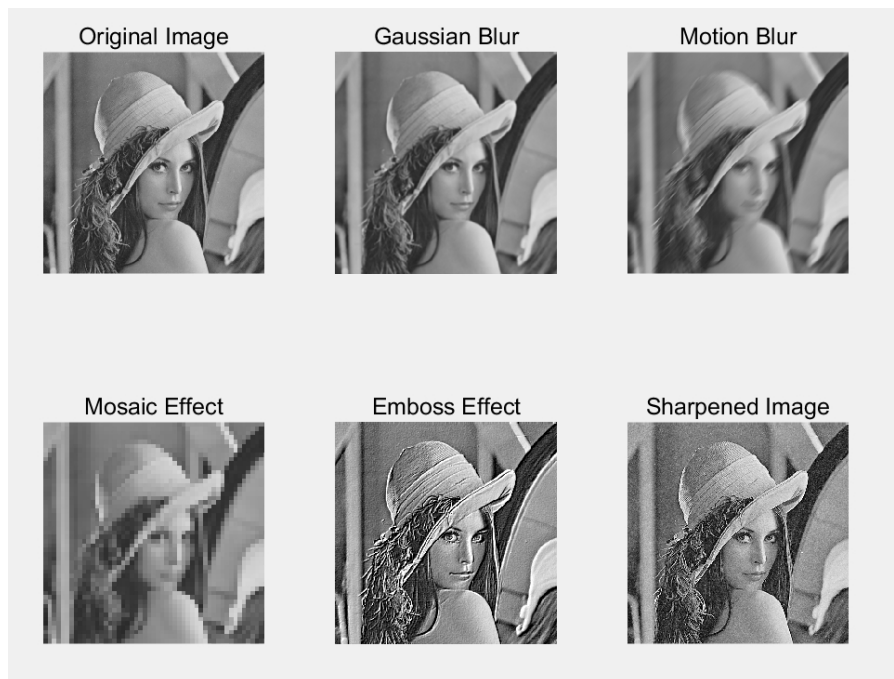 Original Image
Gaussian Blur
Motion Blur
Mosaic Effect
Emboss Effect
Sharpened Image